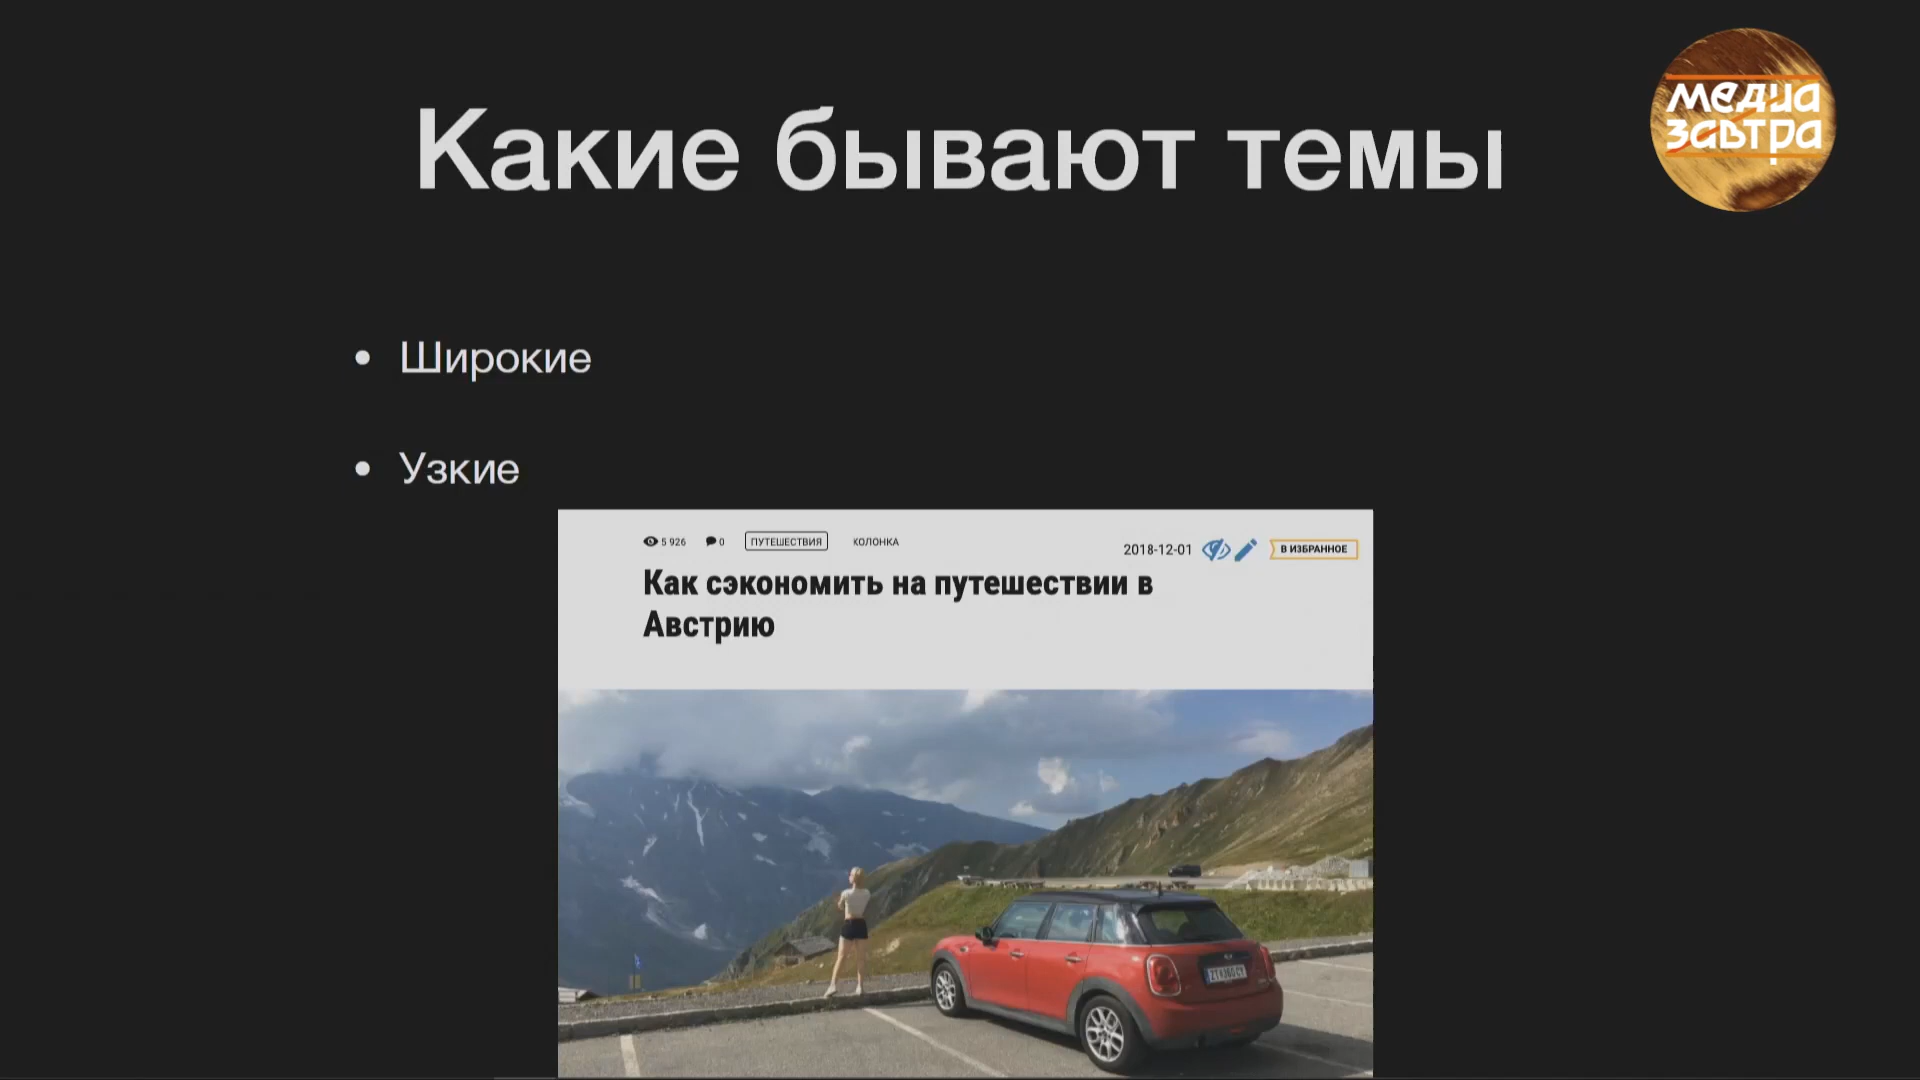 медиа
завтра
Какие бывают темы
• Широкие
• Узкие
5 926 0 ПУТЕШЕСТВИЯ КОЛОНКА 2018-12-01 В ИЗБРАННОЕ
Как сэкономить на путешествии в
Австрию